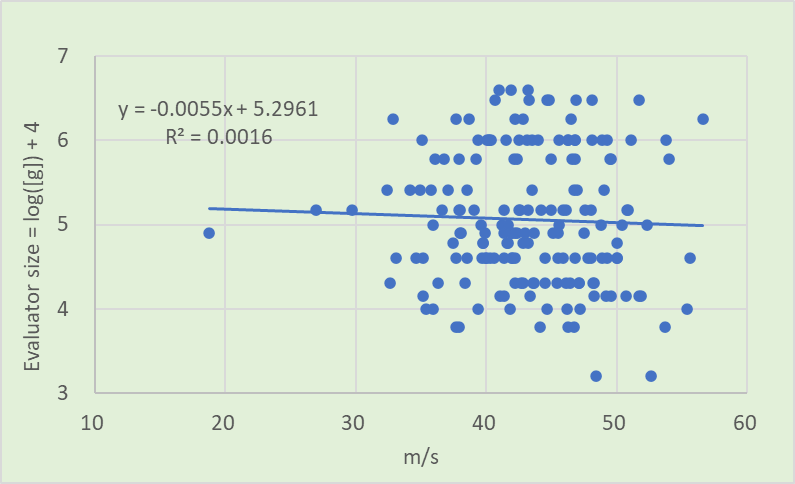 7
y = -0.0055x + 5.2961
R² = 0.0016
6
5
4
3
Evaluator size = log([g]) + 4
10 20 30 40 50 60
m/s